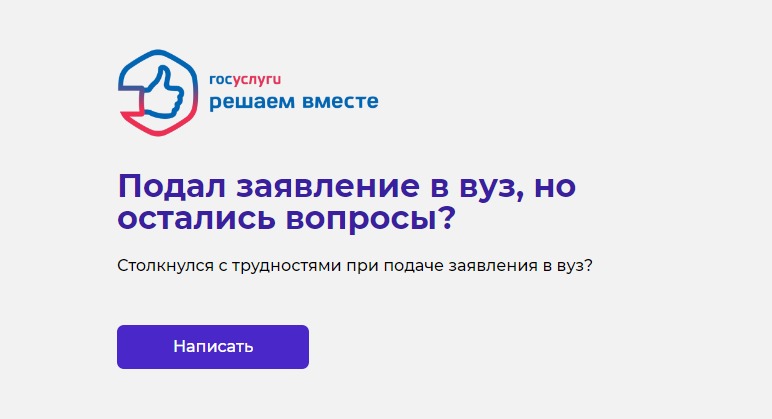 госуслуги
решаем вместе
Подал заявление в вуз, но
остались вопросы?
Столкнулся с трудностями при подаче заявления в вуз?
Написать